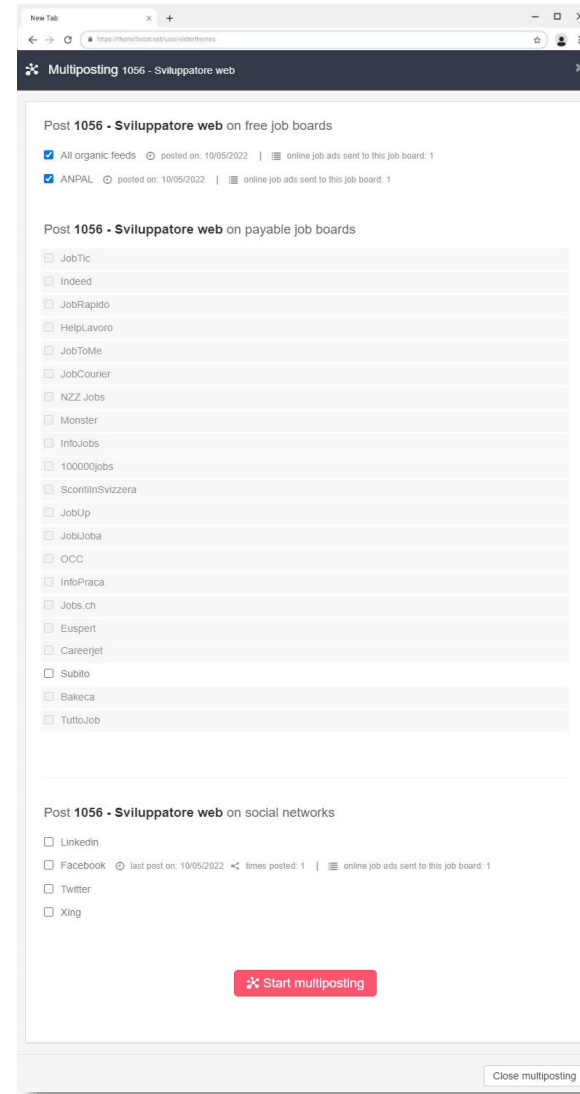 New Tab
https://themeforest.net/user/victorthemes
Multiposting 1056 - Sviluppatore web
Post 1056 - Sviluppatore web on free job boards
All organic feeds posted on: 10/05/2022 | online job ads sent to this job board: 1
ANPAL posted on: 10/05/2022 | online job ads sent to this job board: 1
Post 1056 - Sviluppatore web on payable job boards
JobTic
Indeed
JobRapido
HelpLavoro
JobToMe
JobCourier
NZZ Jobs
Monster
InfoJobs
100000jobs
ScontiInSvizzera
JobUp
JobiJoba
OCC
InfoPraca
Jobs.ch
Euspert
Careerjet
Subito
Bakeca
TuttoJob
Post 1056 - Sviluppatore web on social networks
Linkedin
Facebook last post on: 10/05/2022 times posted: 1 | online job ads sent to this job board: 1
Twitter
Xing
Start multiposting
Close multiposting